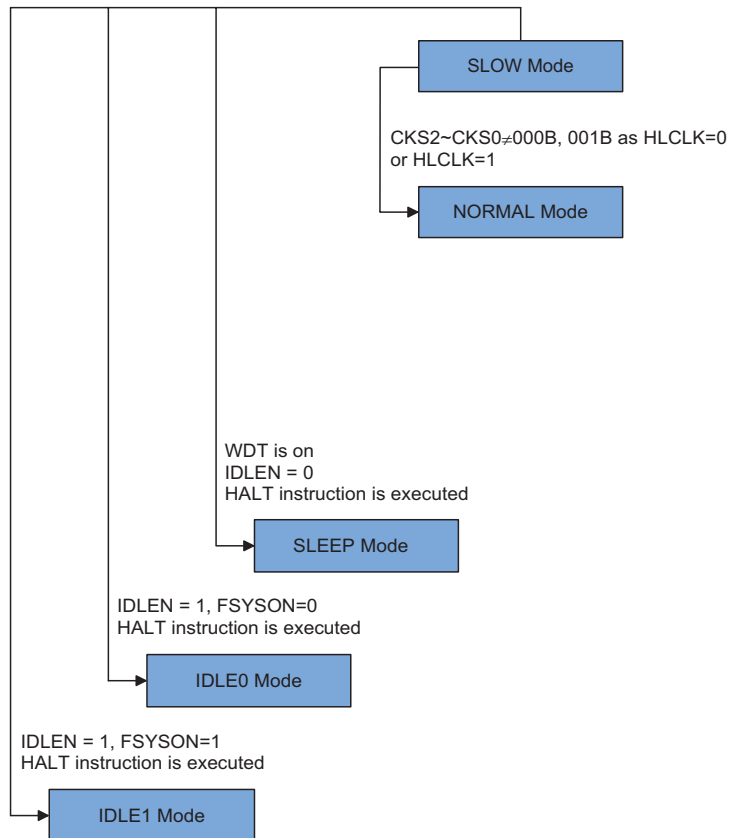 SLOW Mode
CKS2~CKS0≠000B, 001B as HLCLK=0
or HLCLK=1
NORMAL Mode
WDT is on
IDLEN = 0
HALT instruction is executed
SLEEP Mode
IDLEN = 1, FSYSON=0
HALT instruction is executed
IDLE0 Mode
IDLEN = 1, FSYSON=1
HALT instruction is executed
IDLE1 Mode